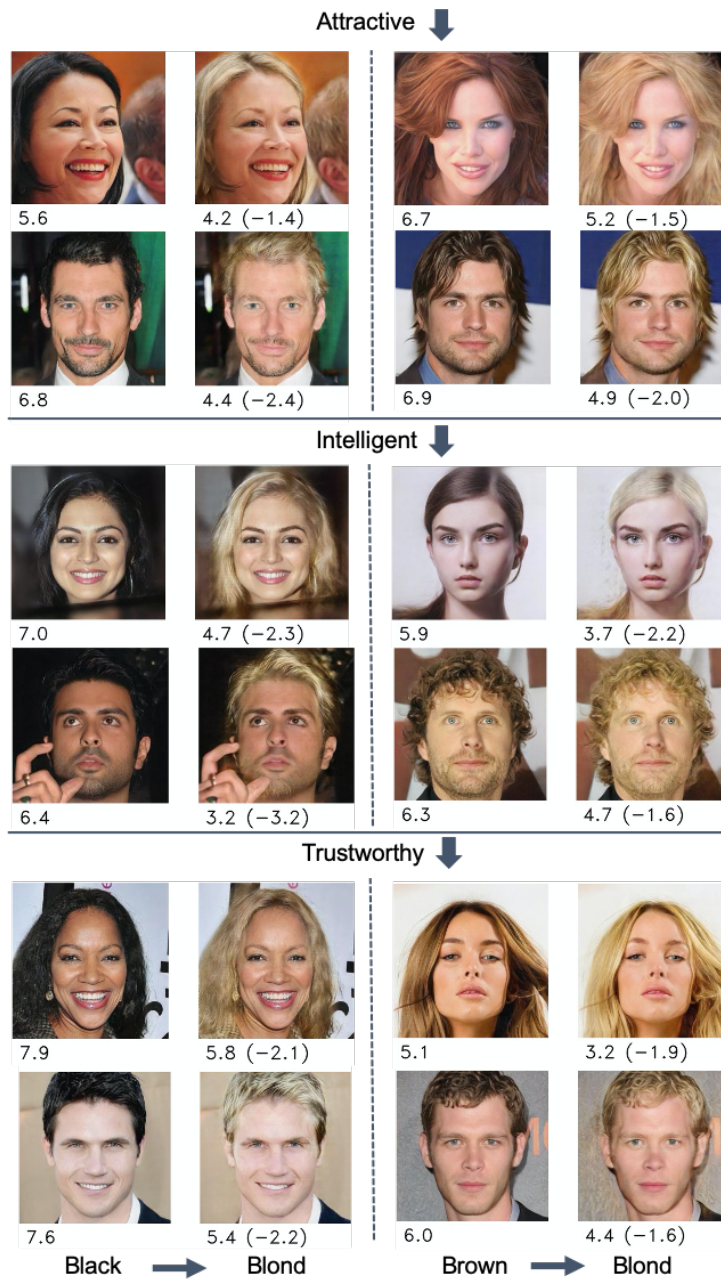 Attractive
5.6 4.2 (−1.4) 6.7 5.2 (−1.5)
6.8 4.4 (−2.4) 6.9 4.9 (−2.0)
Intelligent
7.0 4.7 (−2.3) 5.9 3.7 (−2.2)
6.4 3.2 (−3.2) 6.3 4.7 (−1.6)
Trustworthy
7.9 5.8 (−2.1) 5.1 3.2 (−1.9)
7.6 5.4 (−2.2) 6.0 4.4 (−1.6)
Black Blond Brown Blond